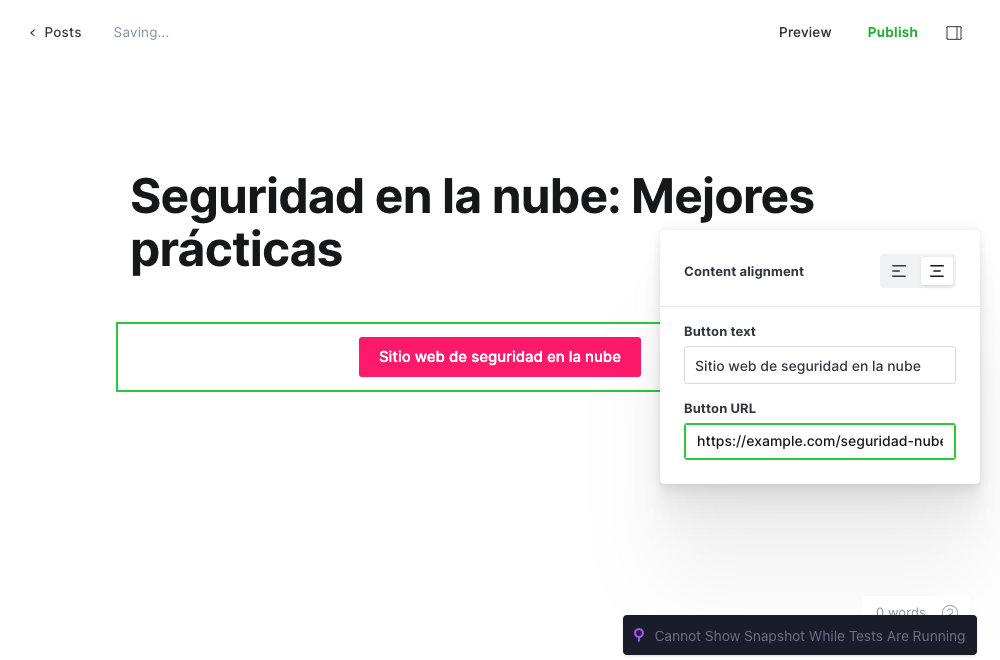 Posts
Saving...
Preview
Publish
Seguridad en la nube: Mejores
prácticas
Content alignment
Button text
Sitio web de seguridad en la nube
Sitio web de seguridad en la nube
Button URL
https://example.com/seguridad-nube
0 words
Cannot Show Snapshot While Tests Are Running